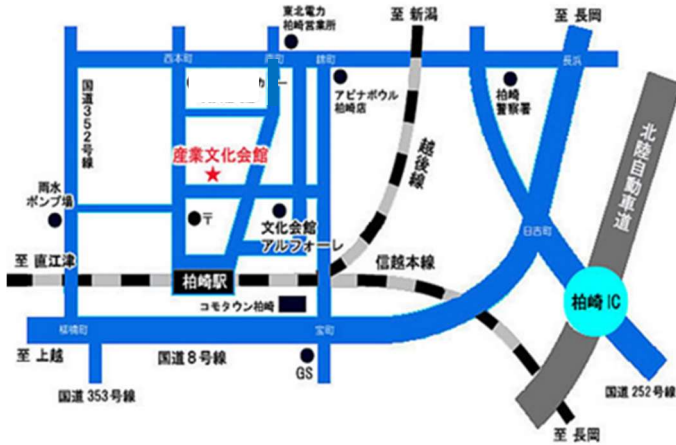 東北電力
柏崎営業所
至 新潟
至 長岡
西本町
錦町
長浜
国道352号線
アピナボウル
柏崎店
柏崎
警察署
産業文化会館
越後線
北陸自動車道
雨水
ポンプ場
〒
文化会館
アルフォーレ
日吉町
至 直江津
柏崎駅
信越本線
柏崎IC
コモタウン柏崎
宝町
至 上越
国道8号線
GS
国道353号線
国道252号線
至 長岡